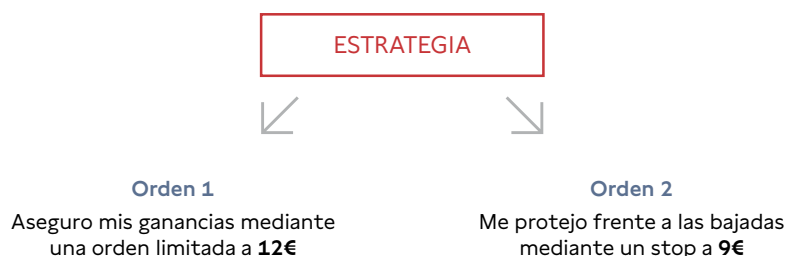 ESTRATEGIA
Orden 1
Aseguro mis ganancias mediante
una orden limitada a 12€
Orden 2
Me protejo frente a las bajadas
mediante un stop a 9€